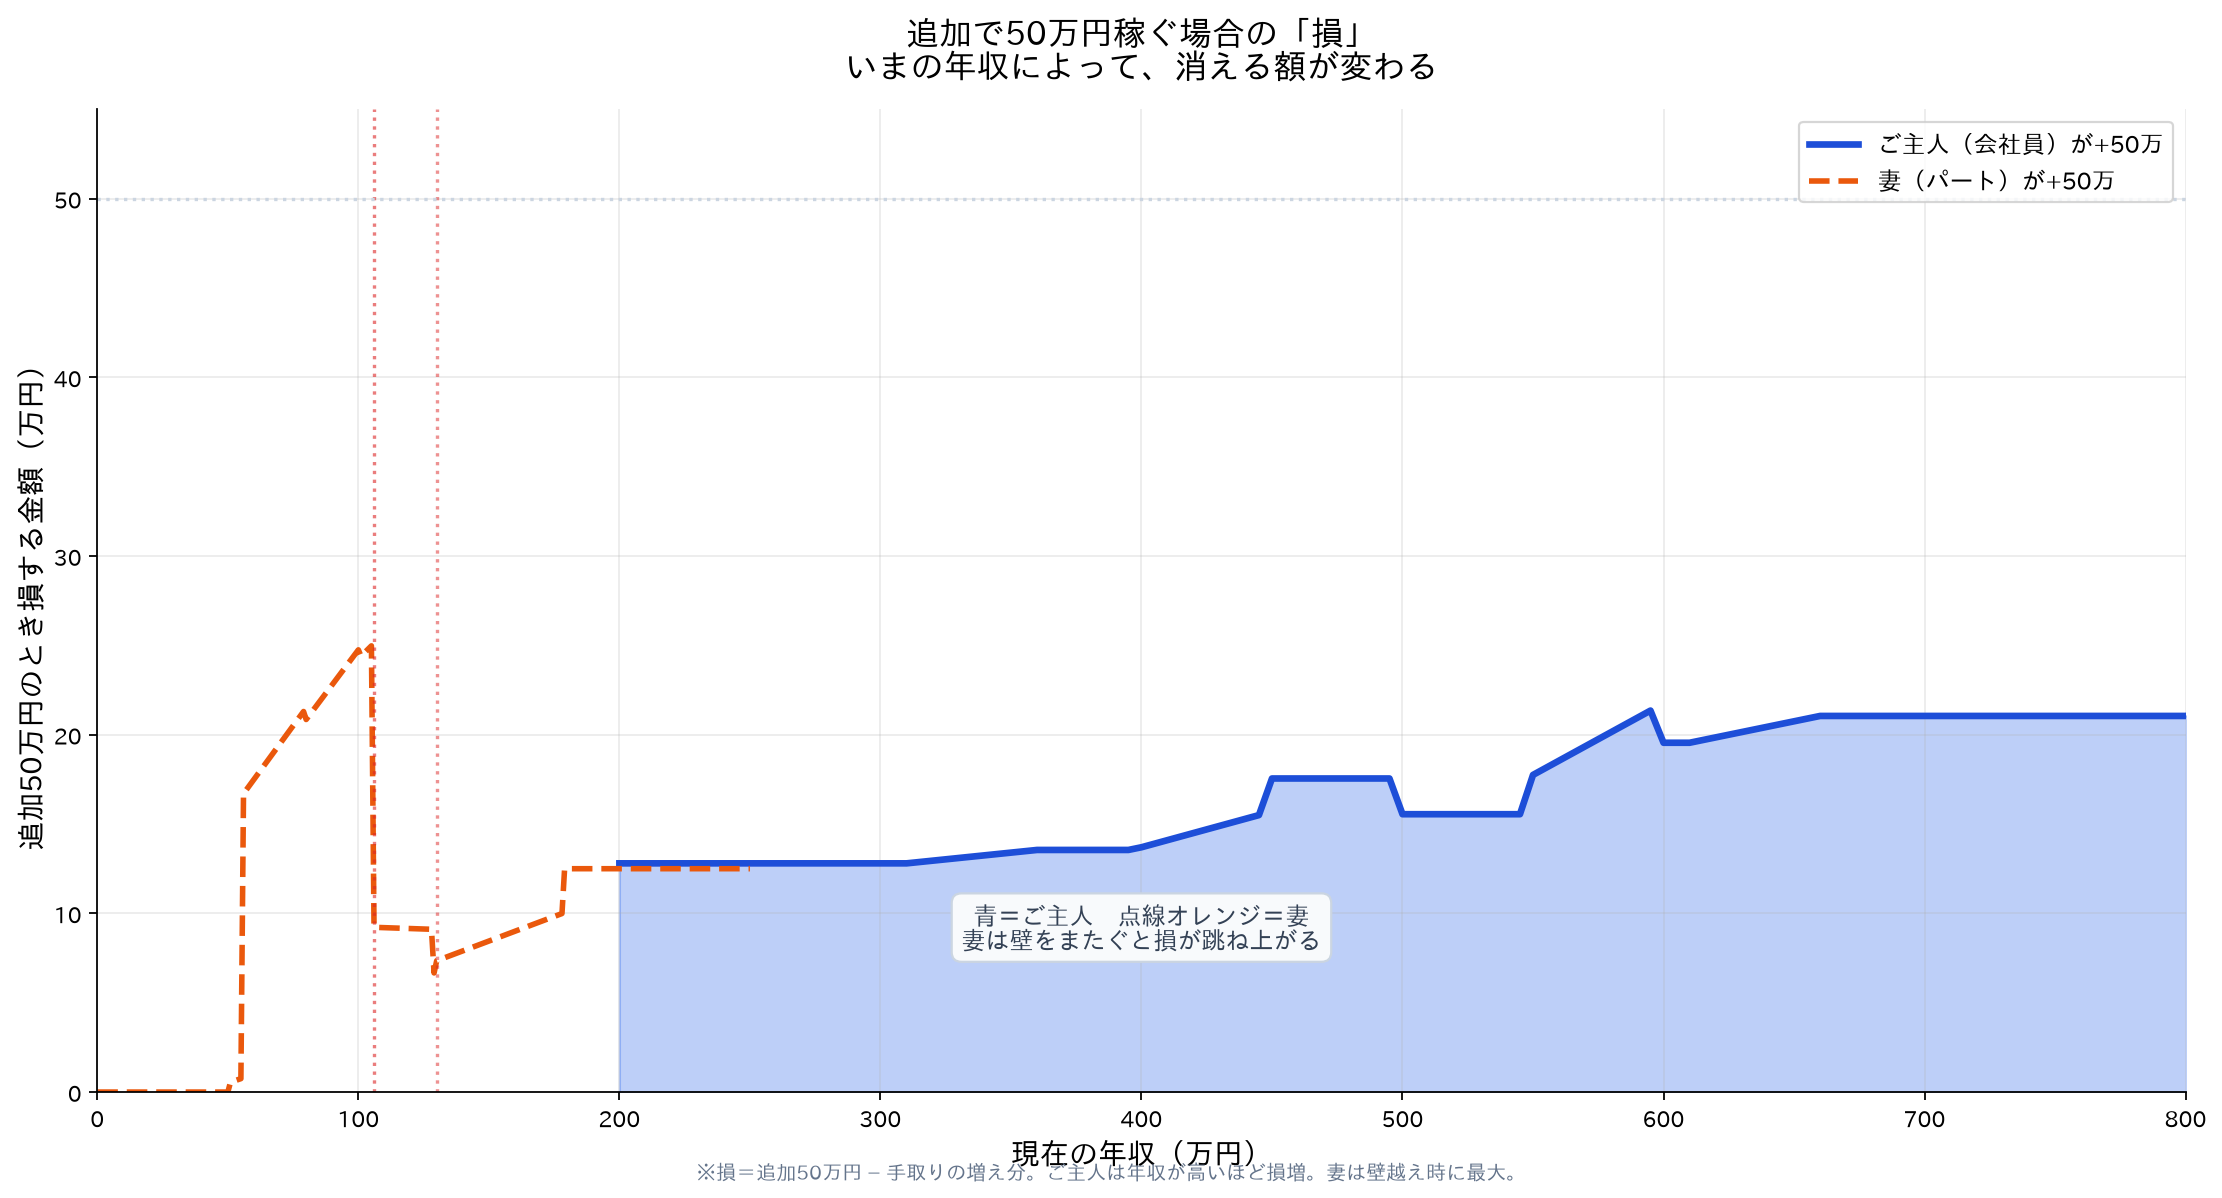 追加で50万円稼ぐ場合の「損」
いまの年収によって、消える額が変わる
ご主人（会社員）が+50万
妻（パート）が+50万
追加50万円のとき損する金額（万円）
50
40
30
20
10
0
青＝ご主人　点線オレンジ＝妻
妻は壁をまたぐと損が跳ね上がる
0 100 200 300 400 500 600 700 800
現在の年収（万円）
※損＝追加50万円 − 手取りの増え分。ご主人は年収が高いほど損増。妻は壁越え時に最大。